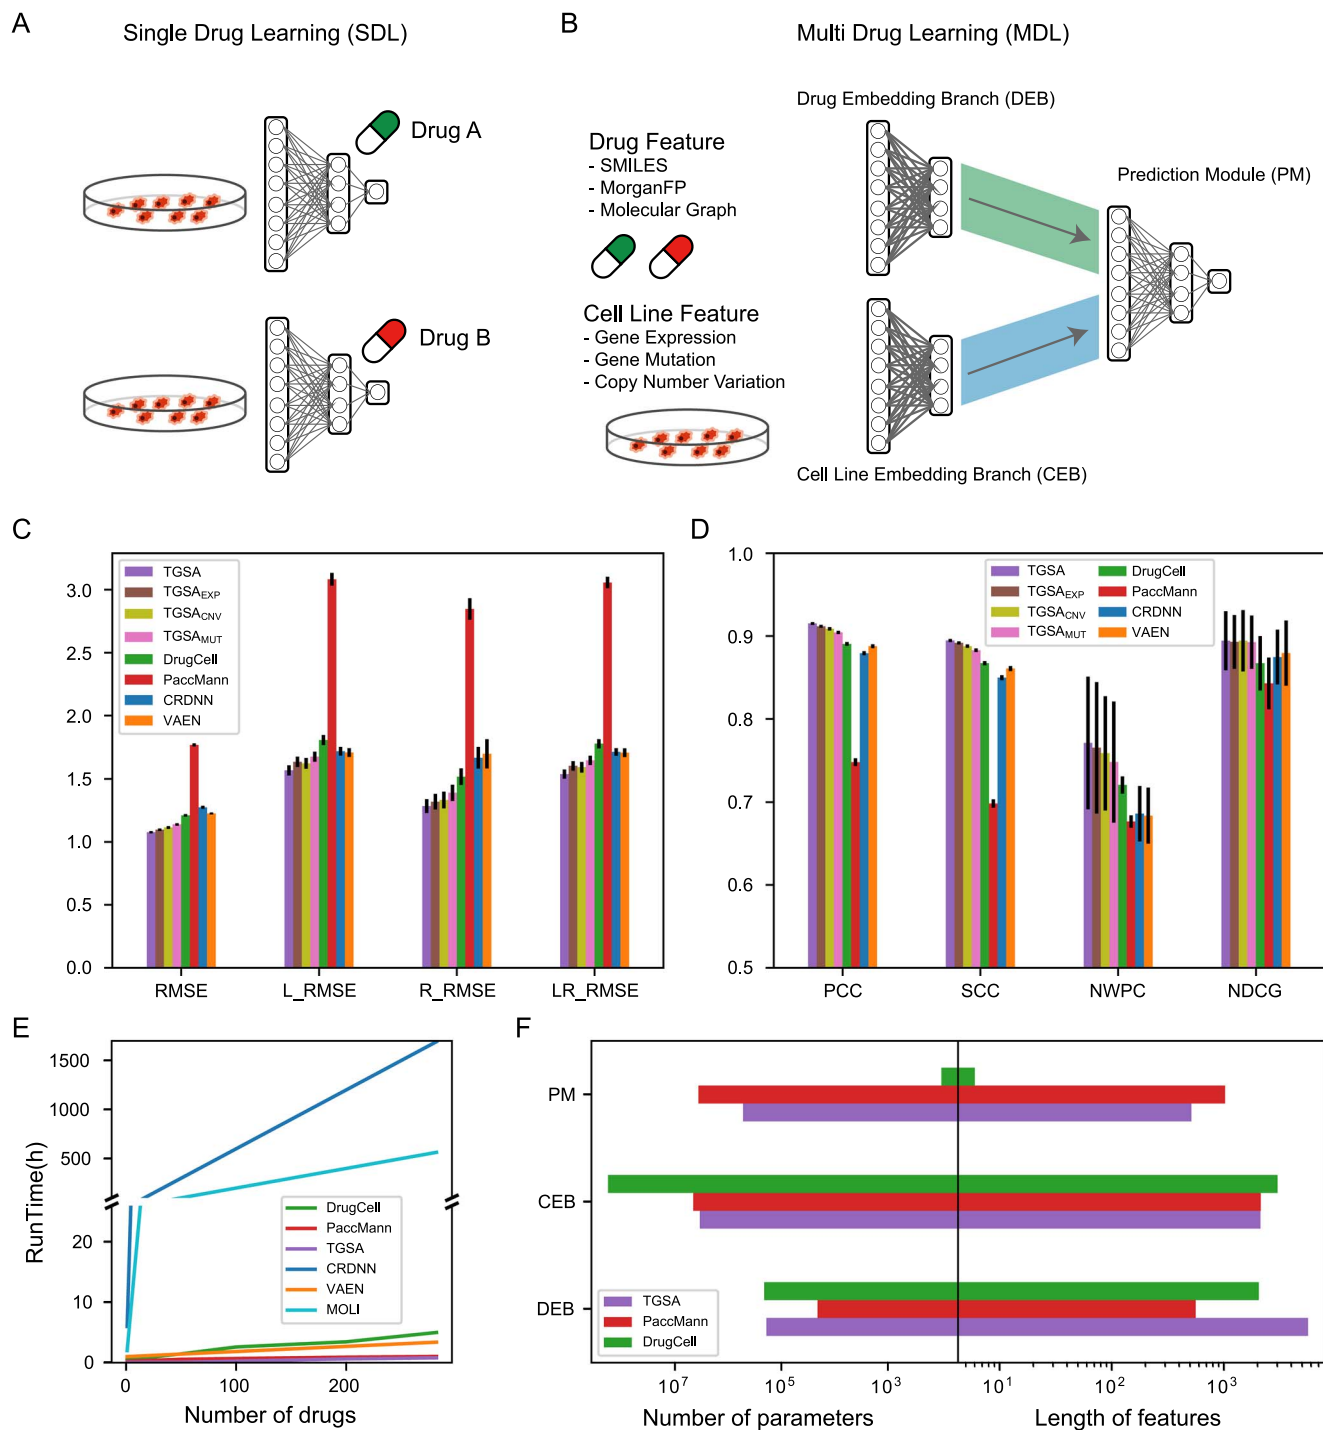 A
Single Drug Learning (SDL)
Drug A
Drug B
B
Multi Drug Learning (MDL)
Drug Embedding Branch (DEB)
Drug Feature
- SMILES
- MorganFP
- Molecular Graph
Prediction Module (PM)
Cell Line Feature
- Gene Expression
- Gene Mutation
- Copy Number Variation
Cell Line Embedding Branch (CEB)
C
3.0
2.5
2.0
1.5
1.0
0.5
0.0
TGSA
TGSA_EXP
TGSA_CNV
TGSA_MUT
DrugCell
PaccMann
CRDNN
VAEN
RMSE L_RMSE R_RMSE LR_RMSE
D
1.0
0.9
0.8
0.7
0.6
0.5
TGSA DrugCell
TGSA_EXP PaccMann
TGSA_CNV CRDNN
TGSA_MUT VAEN
PCC SCC NWPC NDCG
E
RunTime(h)
1500
1000
500
20
10
0
DrugCell
PaccMann
TGSA
CRDNN
VAEN
MOLI
0 100 200
Number of drugs
F
PM
CEB
DEB
TGSA
PaccMann
DrugCell
10^7 10^5 10^3 10^1 10^2 10^3
Number of parameters Length of features